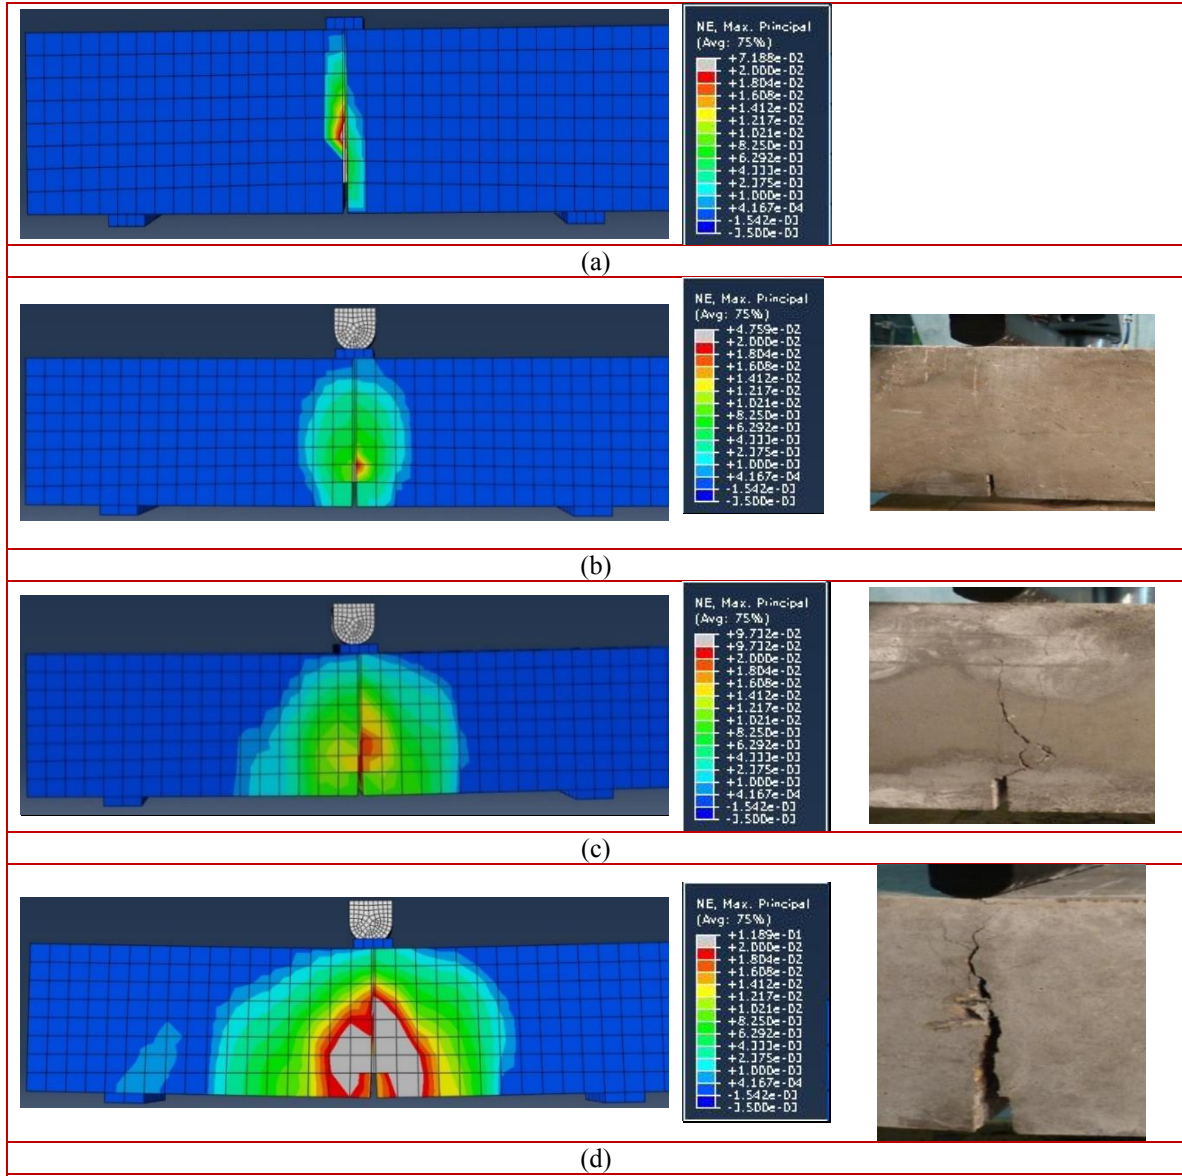 NE, Max. Principal
(Avg: 75%)
+7.188e-02
+2.000e-02
+1.804e-02
+1.608e-02
+1.412e-02
+1.217e-02
+1.021e-02
+8.250e-03
+6.292e-03
+4.333e-03
+2.375e-03
+1.000e-03
+4.167e-04
-1.542e-03
-3.500e-03
(a)
NE, Max. Principal
(Avg: 75%)
+4.759e-02
+2.000e-02
+1.804e-02
+1.608e-02
+1.412e-02
+1.217e-02
+1.021e-02
+8.250e-03
+6.292e-03
+4.333e-03
+2.375e-03
+1.000e-03
+4.167e-04
-1.542e-03
-3.500e-03
(b)
NE, Max. Principal
(Avg: 75%)
+9.732e-02
+9.732e-02
+2.000e-02
+1.608e-02
+1.412e-02
+1.217e-02
+1.021e-02
+8.250e-03
+6.292e-03
+4.333e-03
+2.375e-03
+1.000e-03
+4.167e-04
-1.542e-03
-3.500e-03
(c)
NE, Max. Principal
(Avg: 75%)
+1.189e-01
+2.000e-02
+1.804e-02
+1.608e-02
+1.412e-02
+1.217e-02
+1.021e-02
+8.250e-03
+6.292e-03
+4.333e-03
+2.375e-03
+1.000e-03
+4.167e-04
-1.542e-03
-3.500e-03
(d)